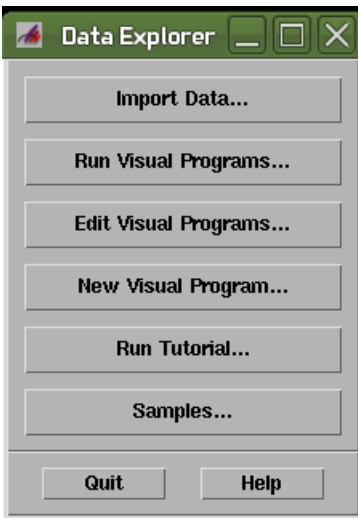 Data Explorer
Import Data...
Run Visual Programs...
Edit Visual Programs...
New Visual Program...
Run Tutorial...
Samples...
Quit Help